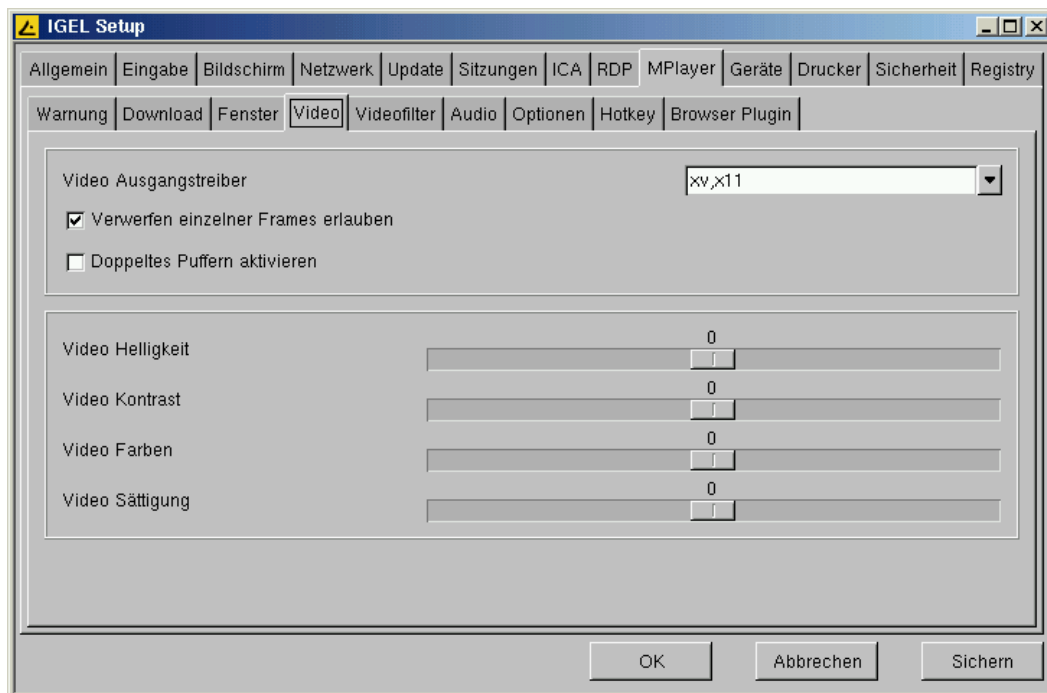 IGEL Setup
Allgemein Eingabe Bildschirm Netzwerk Update Sitzungen ICA RDP MPlayer Geräte Drucker Sicherheit Registry
Warnung Download Fenster Video Videofilter Audio Optionen Hotkey Browser Plugin
Video Ausgangstreiber xv,x11
Verwerfen einzelner Frames erlauben
Doppeltes Puffern aktivieren
0
Video Helligkeit
0
Video Kontrast
0
Video Farben
0
Video Sättigung
OK Abbrechen Sichern